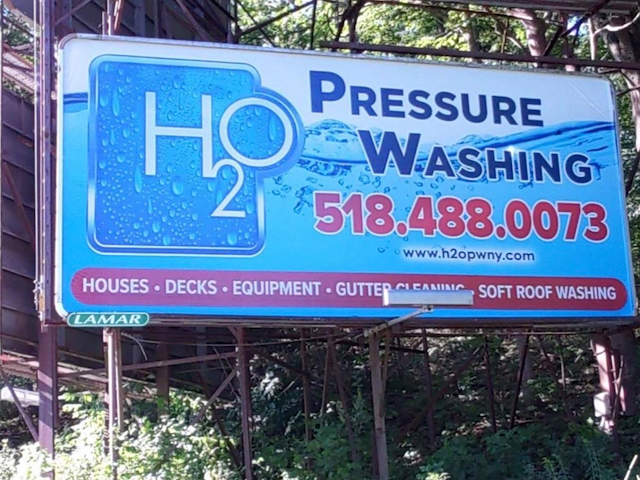 H2O
PRESSURE
WASHING
518.488.0073
www.h2opwny.com
HOUSES • DECKS • EQUIPMENT • GUTTER CLEANING • SOFT ROOF WASHING
LAMAR